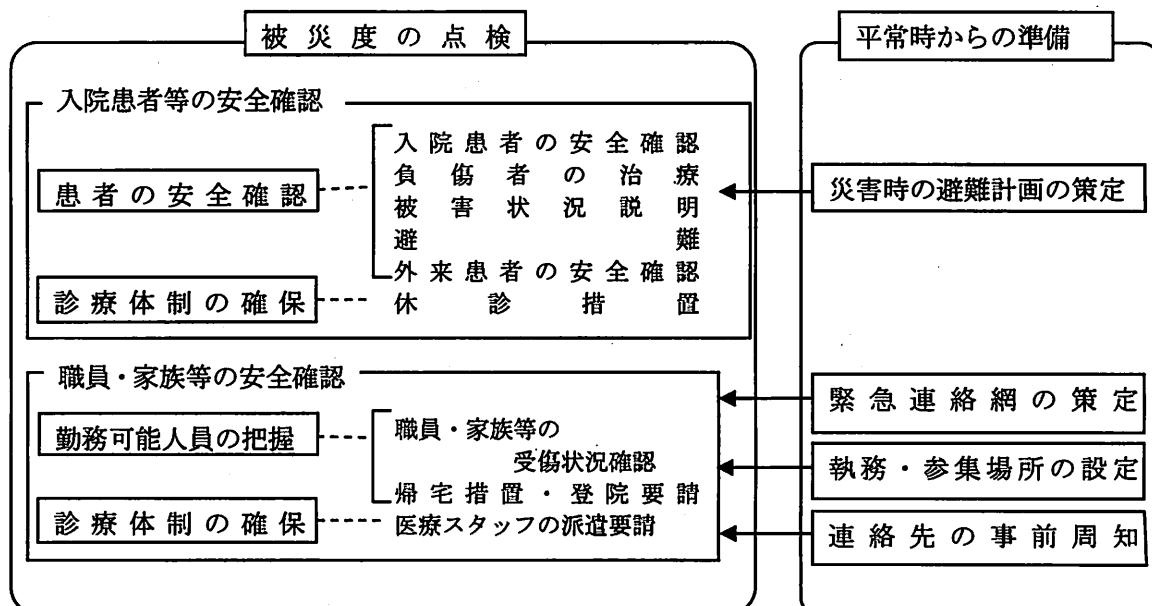 被災度の点検
平常時からの準備
入院患者等の安全確認
患者の安全確認
入院患者の安全確認
負傷者の治療
被害状況説明
避難
外来患者の安全確認
診療体制の確保
休診措置
災害時の避難計画の策定
職員・家族等の安全確認
勤務可能人員の把握
職員・家族等の
受傷状況確認
帰宅措置・登院要請
診療体制の確保
医療スタッフの派遣要請
緊急連絡網の策定
執務・参集場所の設定
連絡先の事前周知